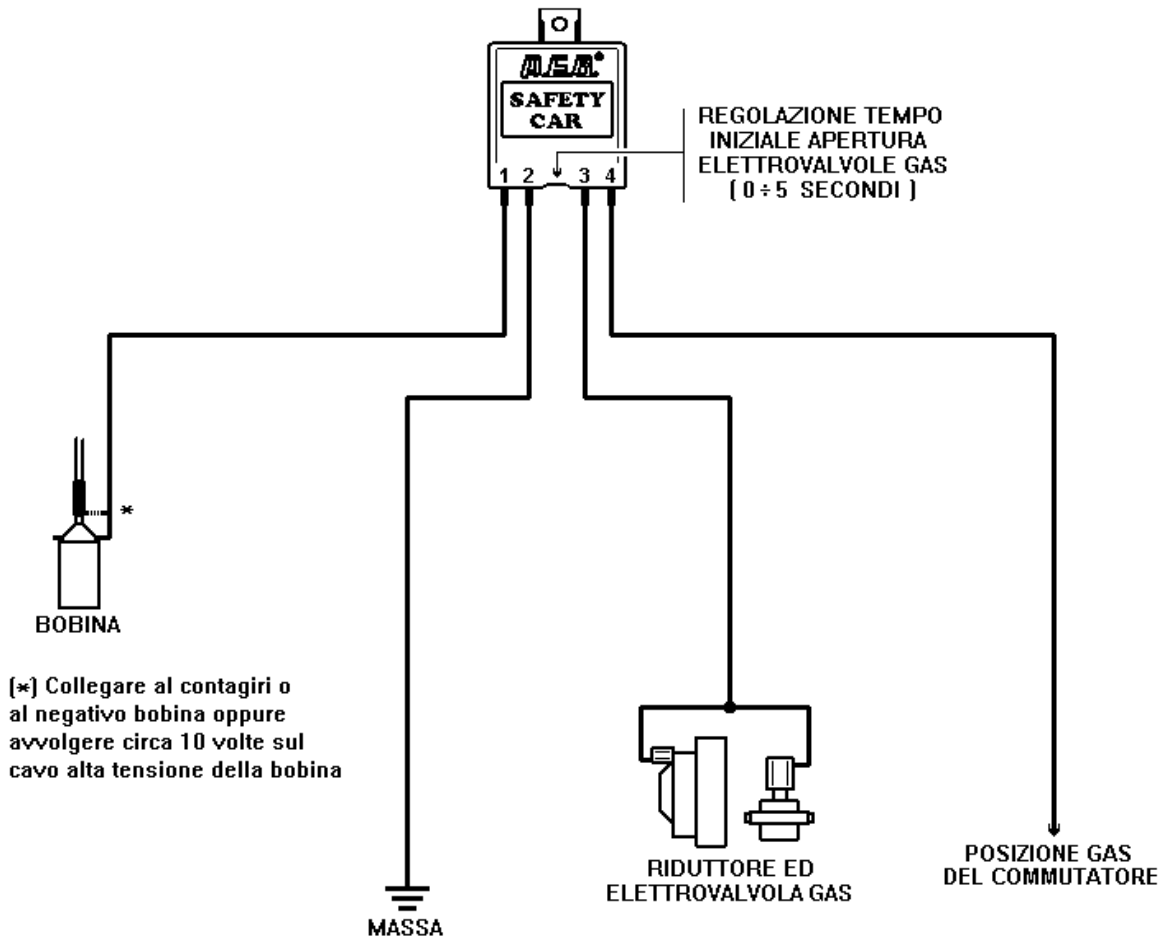 A.E.B.®
SAFETY
CAR
1 2 3 4
REGOLAZIONE TEMPO
INIZIALE APERTURA
ELETTROVALVOLE GAS
( 0÷5 SECONDI )
*
BOBINA
(*) Collegare al contagiri o
al negativo bobina oppure
avvolgere circa 10 volte sul
cavo alta tensione della bobina
RIDUTTORE ED
ELETTROVALVOLA GAS
POSIZIONE GAS
DEL COMMUTATORE
MASSA